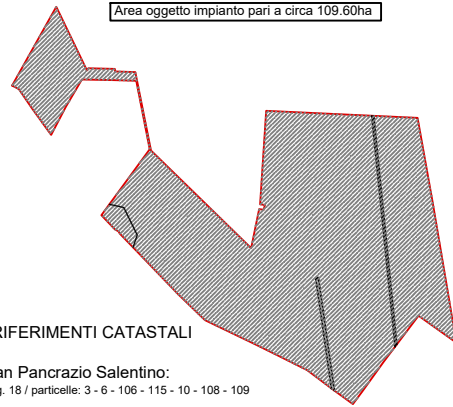 Area oggetto impianto pari a circa 109.60ha
RIFERIMENTI CATASTALI
an Pancrazio Salentino:
g. 18 / particelle: 3 - 6 - 106 - 115 - 10 - 108 - 109